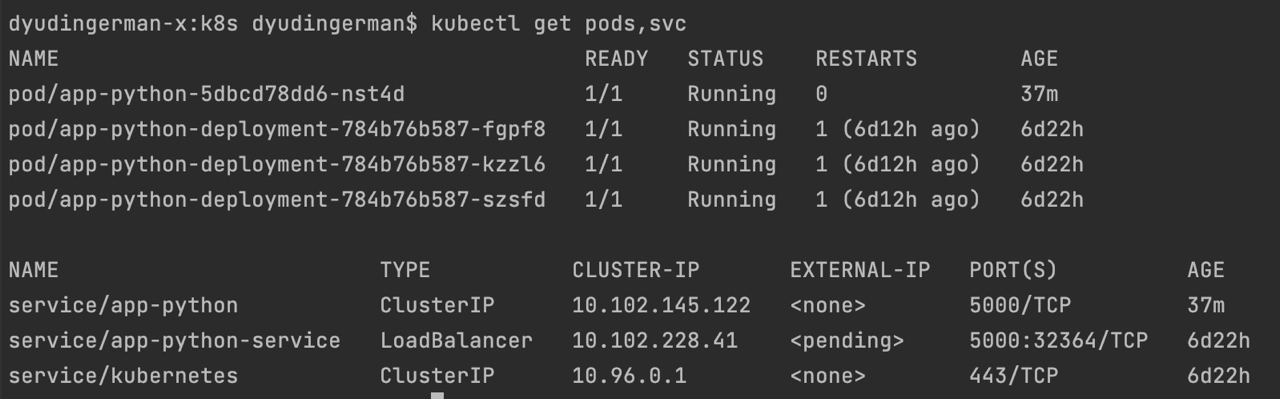 dyudingerman-x:k8s dyudingerman$ kubectl get pods,svc
NAME READY STATUS RESTARTS AGE
pod/app-python-5dbcd78dd6-nst4d 1/1 Running 0 37m
pod/app-python-deployment-784b76b587-fgpf8 1/1 Running 1 (6d12h ago) 6d22h
pod/app-python-deployment-784b76b587-kzzl6 1/1 Running 1 (6d12h ago) 6d22h
pod/app-python-deployment-784b76b587-szsfd 1/1 Running 1 (6d12h ago) 6d22h
NAME TYPE CLUSTER-IP EXTERNAL-IP PORT(S) AGE
service/app-python ClusterIP 10.102.145.122 <none> 5000/TCP 37m
service/app-python-service LoadBalancer 10.102.228.41 <pending> 5000:32364/TCP 6d22h
service/kubernetes ClusterIP 10.96.0.1 <none> 443/TCP 6d22h